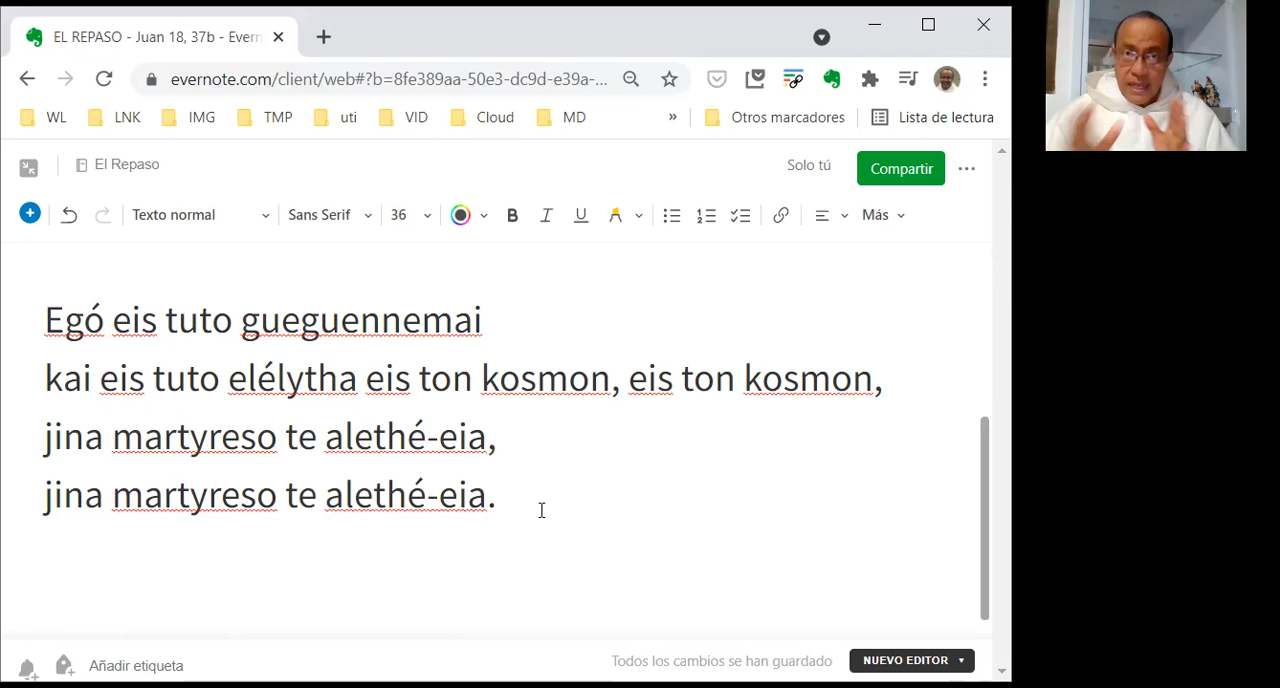 EL REPASO - Juan 18, 37b - Evern
evernote.com/client/web#?b=8fe389aa-50e3-dc9d-e39a-...
WL LNK IMG TMP uti VID Cloud MD » Otros marcadores Lista de lectura
El Repaso Solo tú Compartir ...
Texto normal Sans Serif 36 B I U A Más
Egó eis tuto gueguennemai
kai eis tuto elélytha eis ton kosmon, eis ton kosmon,
jina martyreso te alethé-eia,
jina martyreso te alethé-eia.
Añadir etiqueta Todos los cambios se han guardado NUEVO EDITOR